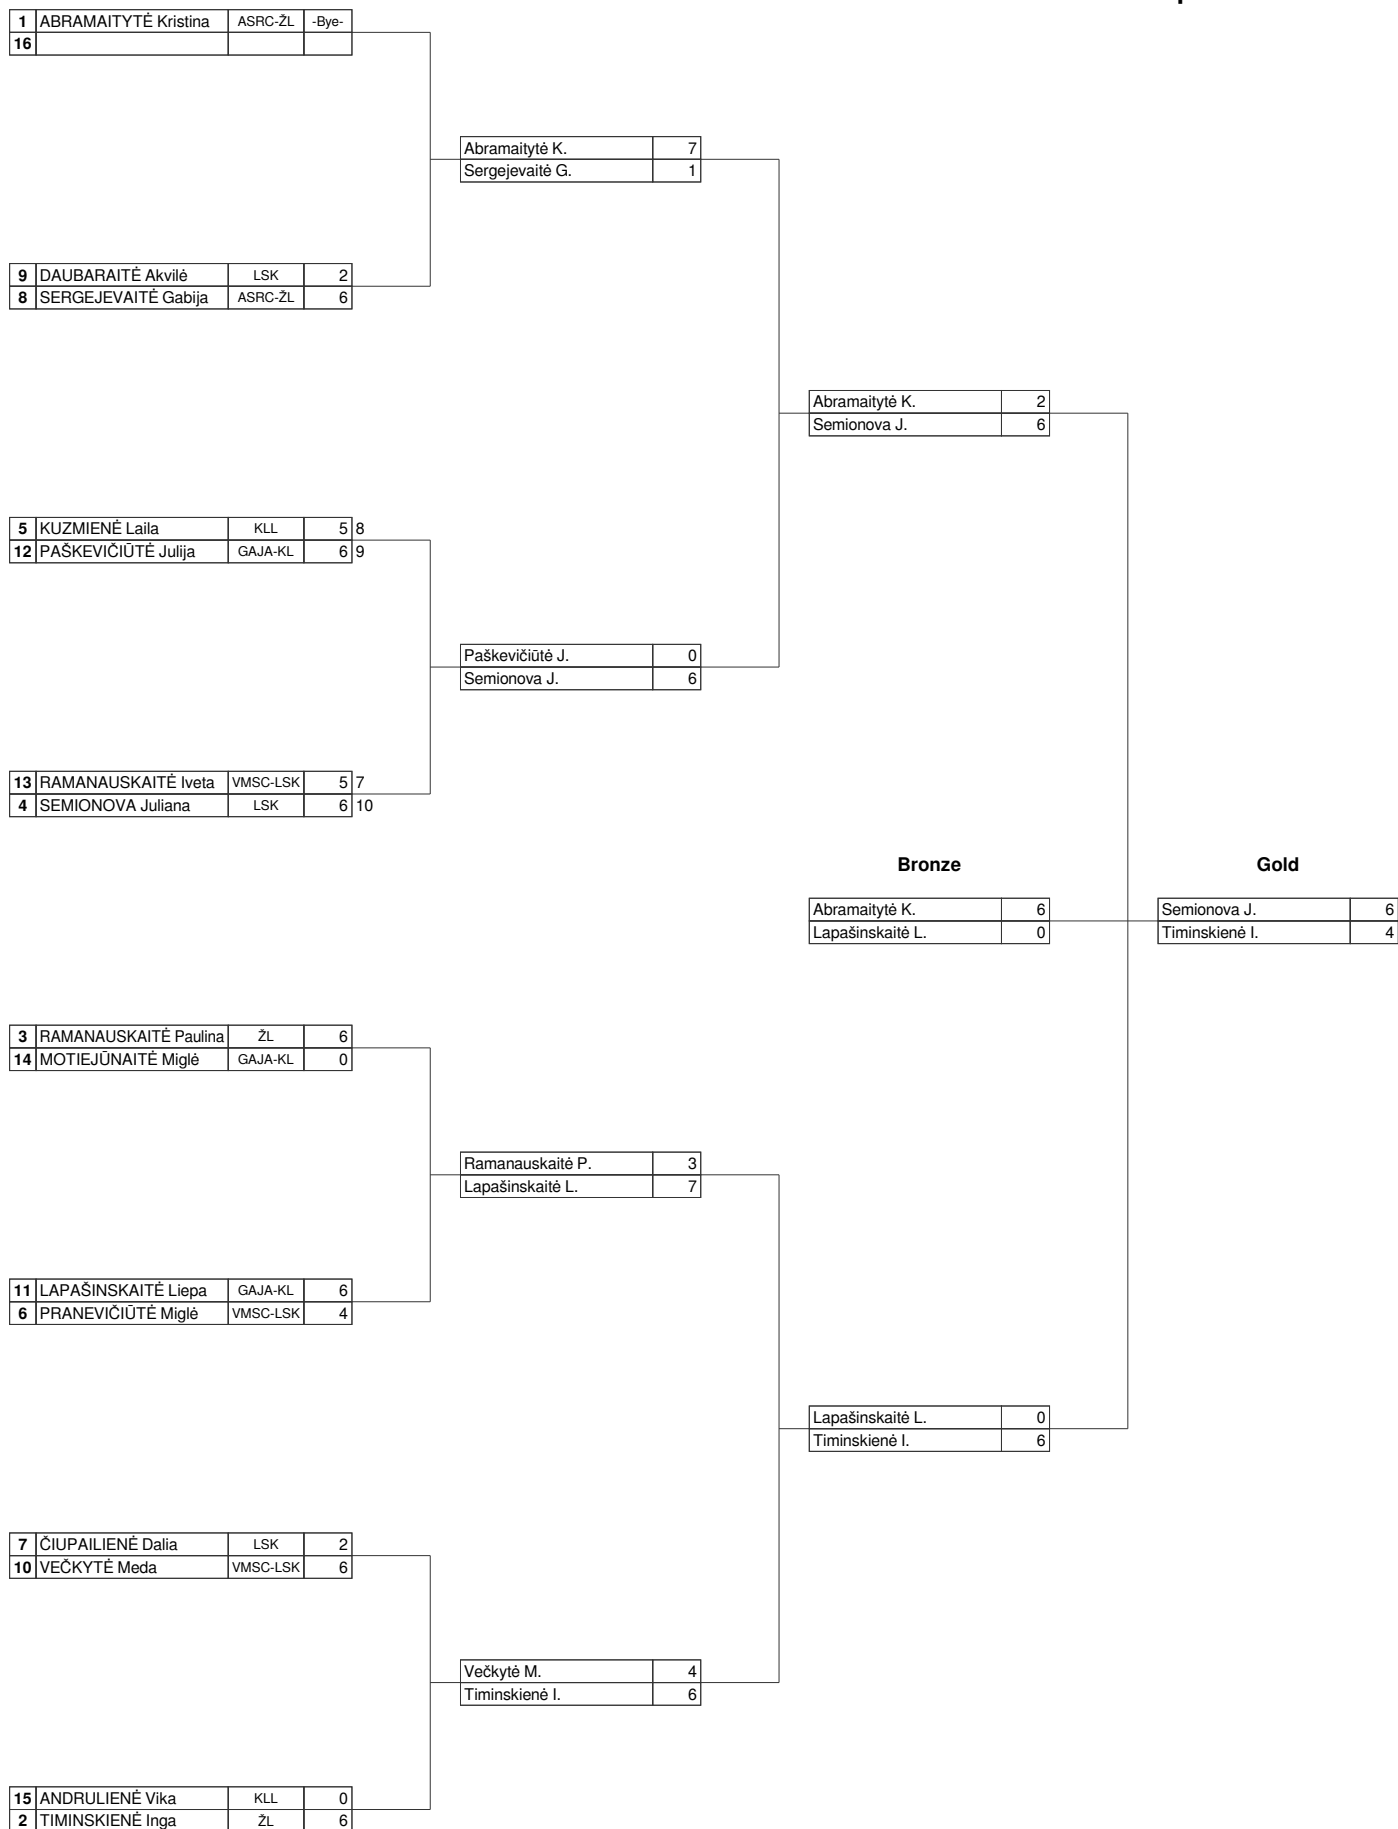 1 ABRAMAITYTĖ Kristina ASRC-ŽL -Bye-
16
Abramaitytė K. 7
Sergejevaitė G. 1
9 DAUBARAITĖ Akvilė LSK 2
8 SERGEJEVAITĖ Gabija ASRC-ŽL 6
Abramaitytė K. 2
Semionova J. 6
5 KUZMIENĖ Laila KLL 5 8
12 PAŠKEVIČIŪTĖ Julija GAJA-KL 6 9
Paškevičiūtė J. 0
Semionova J. 6
13 RAMANAUSKAITĖ Iveta VMSC-LSK 5 7
4 SEMIONOVA Juliana LSK 6 10
Bronze Gold
Abramaitytė K. 6 Semionova J. 6
Lapašinskaitė L. 0 Timinskienė I. 4
3 RAMANAUSKAITĖ Paulina ŽL 6
14 MOTIEJŪNAITĖ Miglė GAJA-KL 0
Ramanauskaitė P. 3
Lapašinskaitė L. 7
11 LAPAŠINSKAITĖ Liepa GAJA-KL 6
6 PRANEVIČIŪTĖ Miglė VMSC-LSK 4
Lapašinskaitė L. 0
Timinskienė I. 6
7 ČIUPAILIENĖ Dalia LSK 2
10 VEČKYTĖ Meda VMSC-LSK 6
Večkytė M. 4
Timinskienė I. 6
15 ANDRULIENĖ Vika KLL 0
2 TIMINSKIENĖ Inga ŽL 6